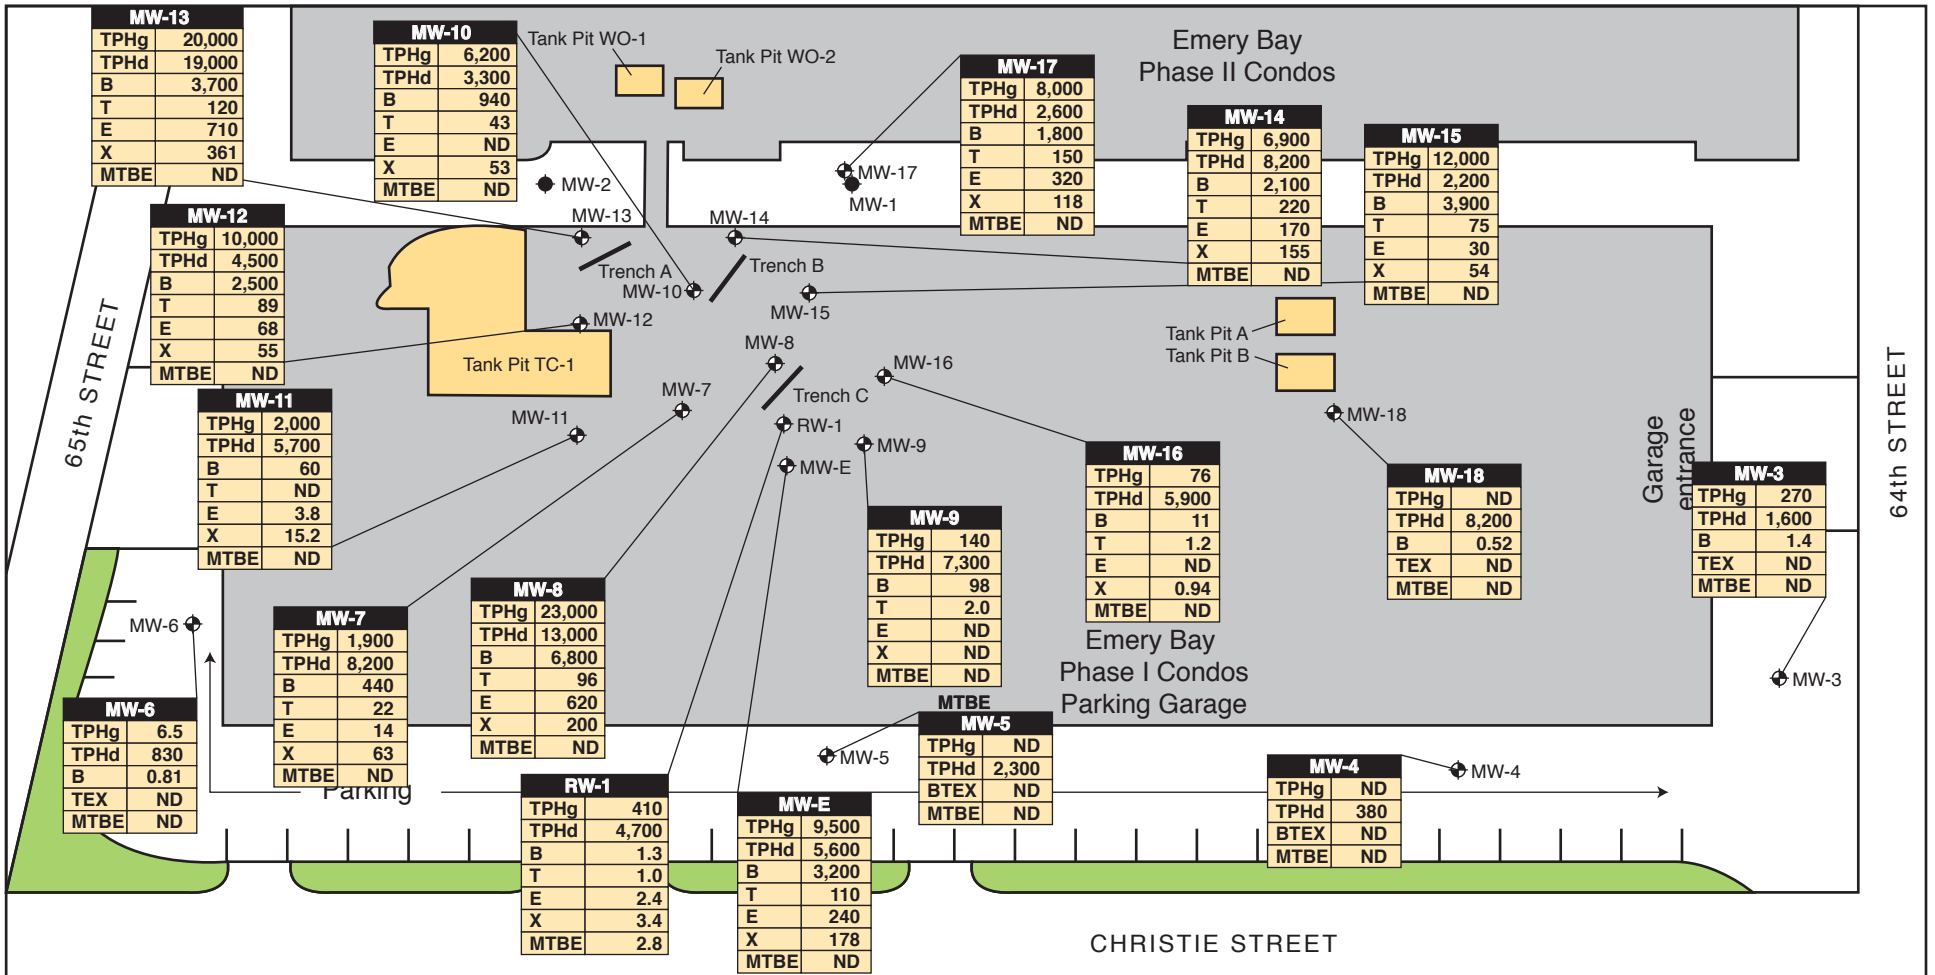 MW-13
TPHg 20,000
TPHd 19,000
B 3,700
T 120
E 710
X 361
MTBE ND
MW-10
TPHg 6,200
TPHd 3,300
B 940
T 43
E ND
X 53
MTBE ND
Tank Pit WO-1
Tank Pit WO-2
MW-17
TPHg 8,000
TPHd 2,600
B 1,800
T 150
E 320
X 118
MTBE ND
Emery Bay
Phase II Condos
MW-14
TPHg 6,900
TPHd 8,200
B 2,100
T 220
E 170
X 155
MTBE ND
MW-15
TPHg 12,000
TPHd 2,200
B 3,900
T 75
E 30
X 54
MTBE ND
MW-2
MW-17
MW-1
MW-13
MW-14
MW-12
TPHg 10,000
TPHd 4,500
B 2,500
T 89
E 68
X 55
MTBE ND
Trench A
Trench B
MW-10
MW-15
MW-12
Tank Pit TC-1
MW-8
MW-16
MW-7
Trench C
MW-11
RW-1
MW-9
MW-E
Tank Pit A
Tank Pit B
MW-18
65th STREET
64th STREET
Garage
entrance
MW-11
TPHg 2,000
TPHd 5,700
B 60
T ND
E 3.8
X 15.2
MTBE ND
MW-16
TPHg 76
TPHd 5,900
B 11
T 1.2
E ND
X 0.94
MTBE ND
MW-18
TPHg ND
TPHd 8,200
B 0.52
TEX ND
MTBE ND
MW-3
TPHg 270
TPHd 1,600
B 1.4
TEX ND
MTBE ND
MW-9
TPHg 140
TPHd 7,300
B 98
T 2.0
E ND
X ND
MTBE ND
MW-8
TPHg 23,000
TPHd 13,000
B 6,800
T 96
E 620
X 200
MTBE ND
MW-7
TPHg 1,900
TPHd 8,200
B 440
T 22
E 14
X 63
MTBE ND
MW-6
MW-6
TPHg 6.5
TPHd 830
B 0.81
TEX ND
MTBE ND
Emery Bay
Phase I Condos
Parking Garage
MW-3
MTBE
MW-5
TPHg ND
TPHd 2,300
BTEX ND
MTBE ND
MW-5
MW-4
TPHg ND
TPHd 380
BTEX ND
MTBE ND
MW-4
Parking
RW-1
TPHg 410
TPHd 4,700
B 1.3
T 1.0
E 2.4
X 3.4
MTBE 2.8
MW-E
TPHg 9,500
TPHd 5,600
B 3,200
T 110
E 240
X 178
MTBE ND
CHRISTIE STREET